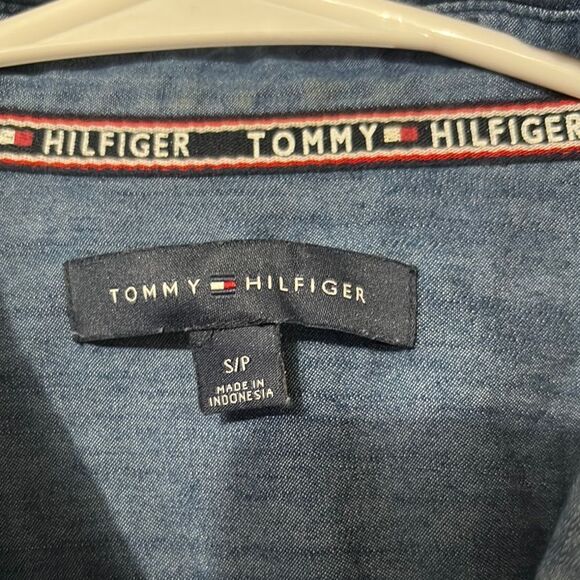 HILFIGER TOMMY HILFIGER
TOMMY HILFIGER
S/P
MADE IN
INDONESIA